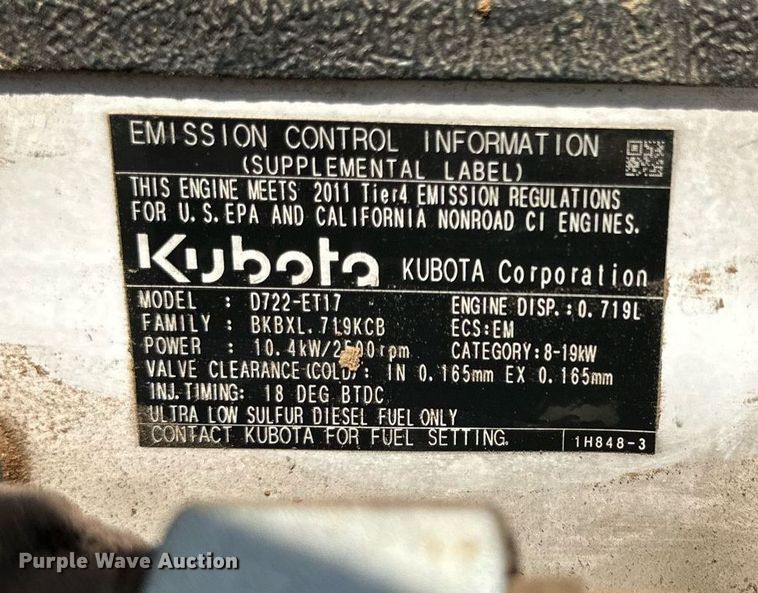 EMISSION CONTROL INFORMATION
(SUPPLEMENTAL LABEL)
THIS ENGINE MEETS 2011 Tier4 EMISSION REGULATIONS
FOR U.S.EPA AND CALIFORNIA NONROAD CI ENGINES.
Kubota KUBOTA Corporation
MODEL : D722-ET17 ENGINE DISP.:0.719L
FAMILY : BKBXL.719KCB ECS:EM
POWER : 10.4kW/2500rpm CATEGORY:8-19kW
VALVE CLEARANCE(COLD): IN 0.165mm EX 0.165mm
INJ.TIMING: 18 DEG BTDC
ULTRA LOW SULFUR DIESEL FUEL ONLY
CONTACT KUBOTA FOR FUEL SETTING. 1H848-3
Purple Wave Auction